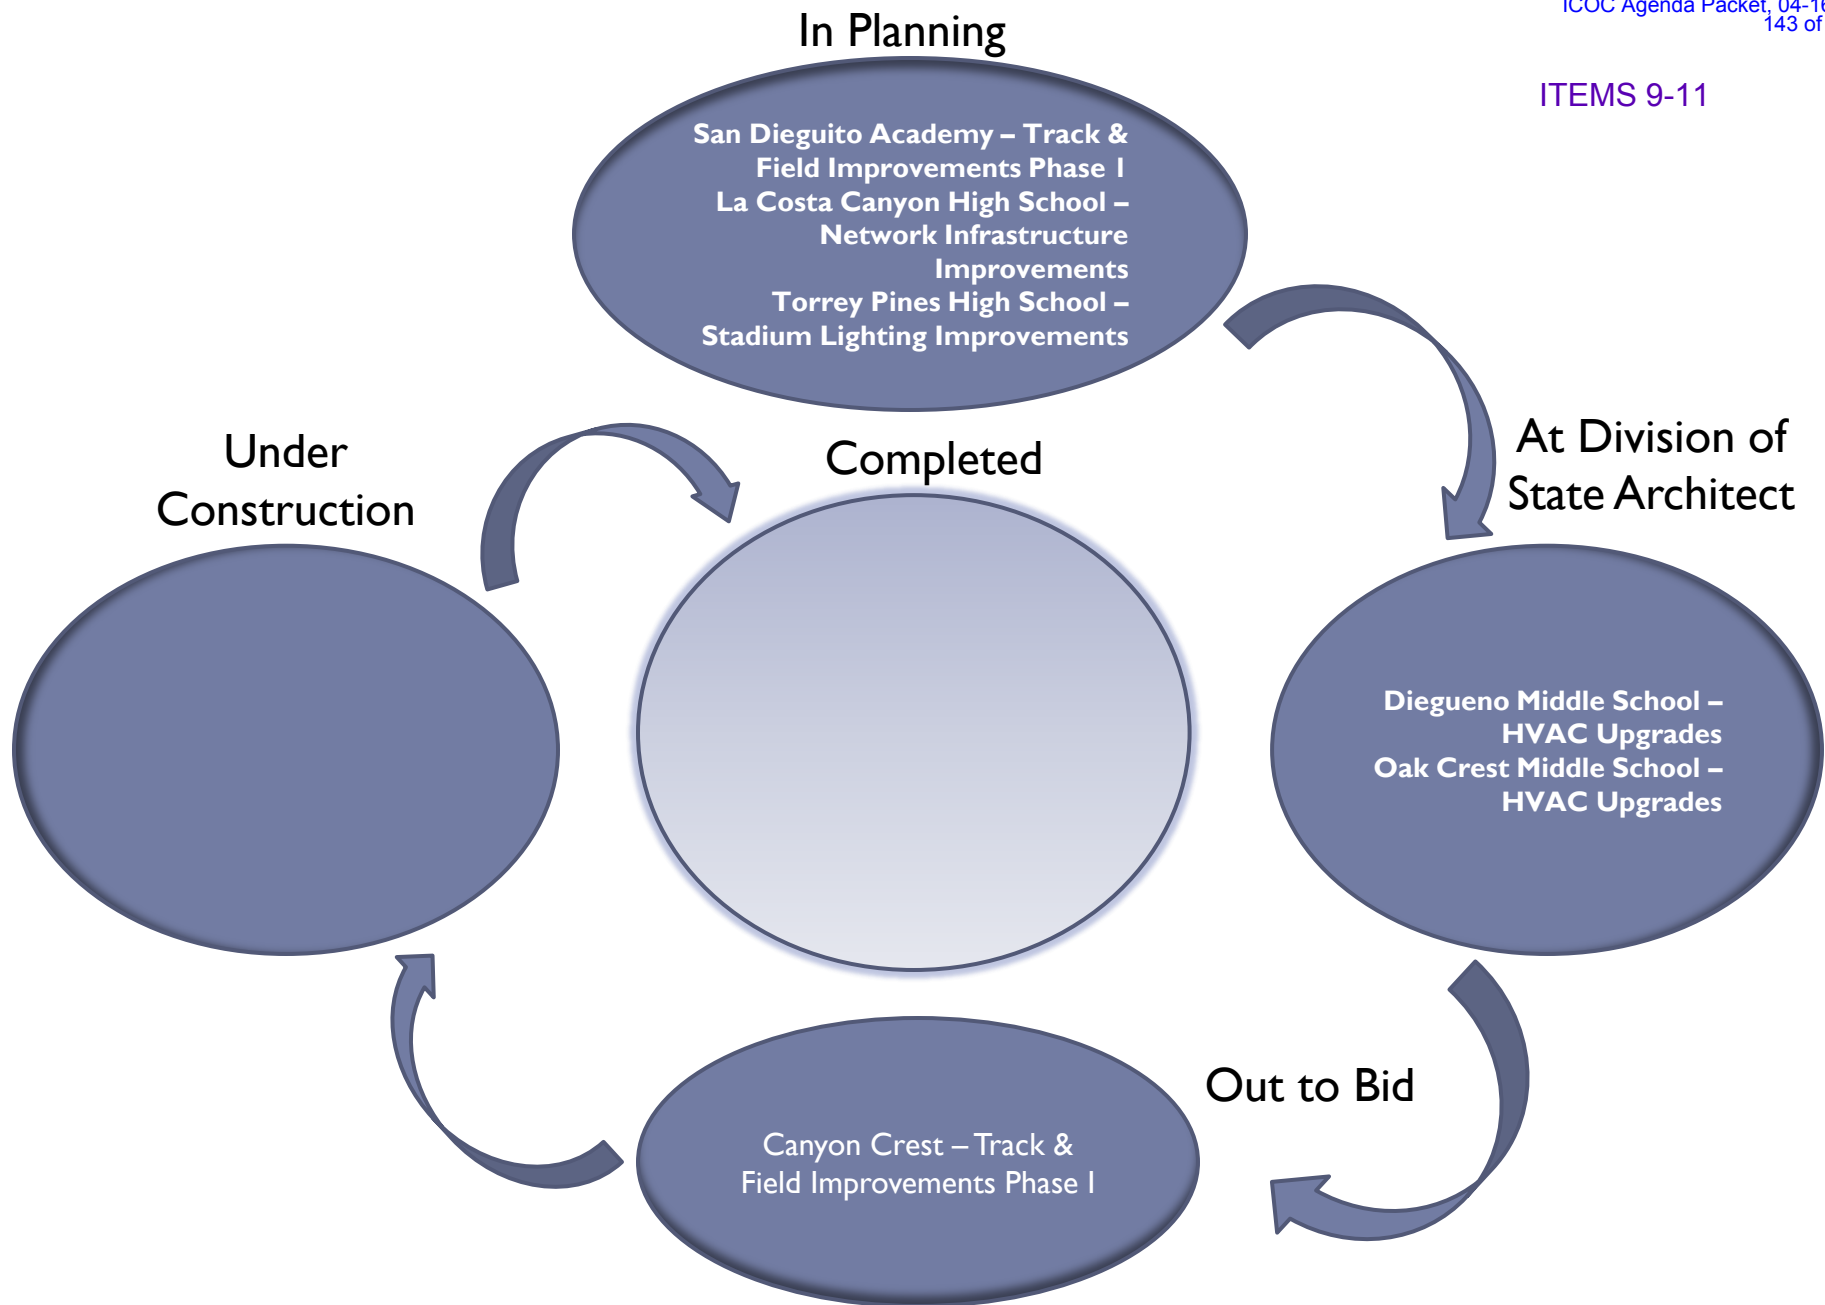 ICOC Agenda Packet, 04-16
143 of
ITEMS 9-11
In Planning
San Dieguito Academy – Track &
Field Improvements Phase I
La Costa Canyon High School –
Network Infrastructure
Improvements
Torrey Pines High School –
Stadium Lighting Improvements
At Division of
State Architect
Under
Construction
Completed
Diegueno Middle School –
HVAC Upgrades
Oak Crest Middle School –
HVAC Upgrades
Out to Bid
Canyon Crest – Track &
Field Improvements Phase I